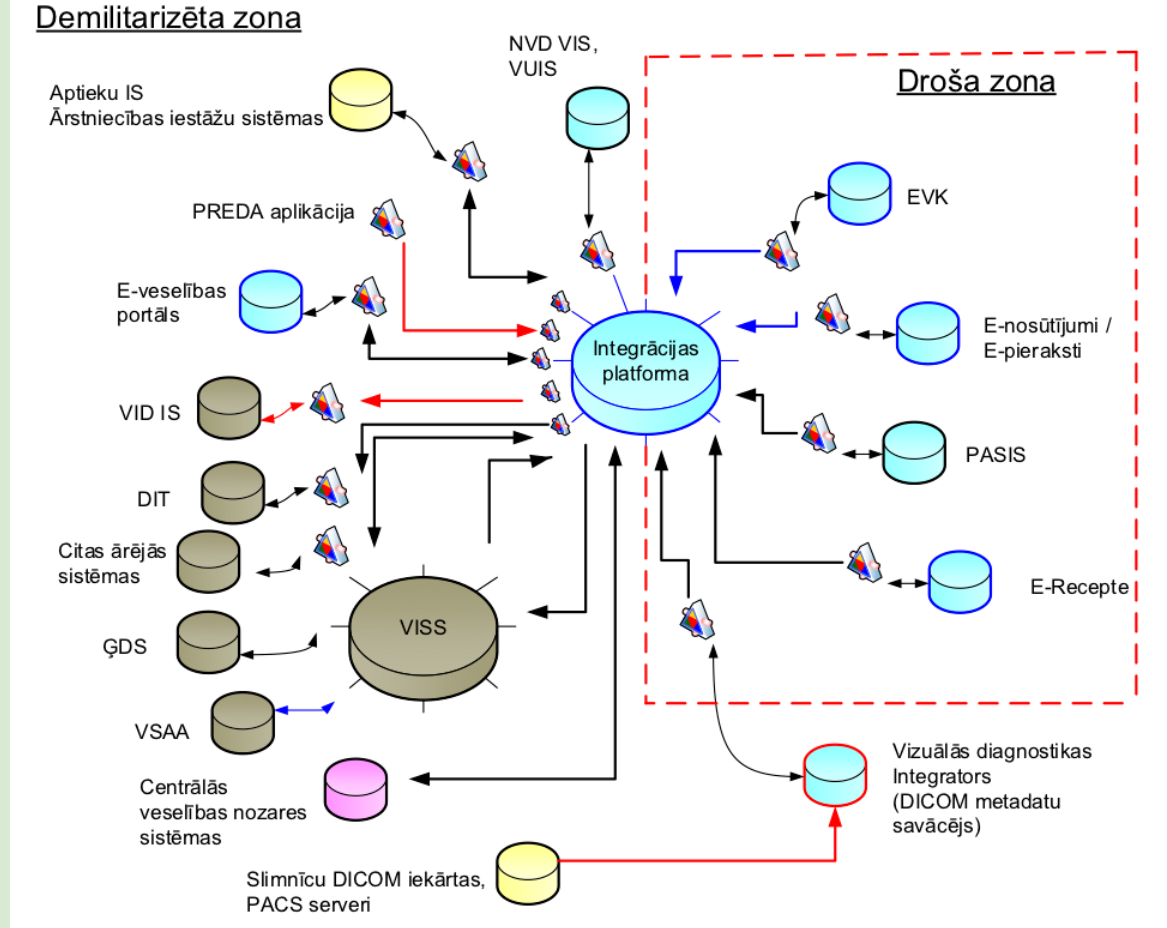 Demilitarizēta zona
NVD VIS,
VUIS
Droša zona
Aptieku IS
Ārstniecības iestāžu sistēmas
EVK
PREDA aplikācija
E-veselības
portāls
Integrācijas
platforma
E-nosūtījumi /
E-pieraksti
VID IS
PASIS
DIT
Citas ārējās
sistēmas
E-Recepte
VISS
ĢDS
VSAA
Vizuālās diagnostikas
Integrators
(DICOM metadatu
savācējs)
Centrālās
veselības nozares
sistēmas
Slimnīcu DICOM iekārtas,
PACS serveri